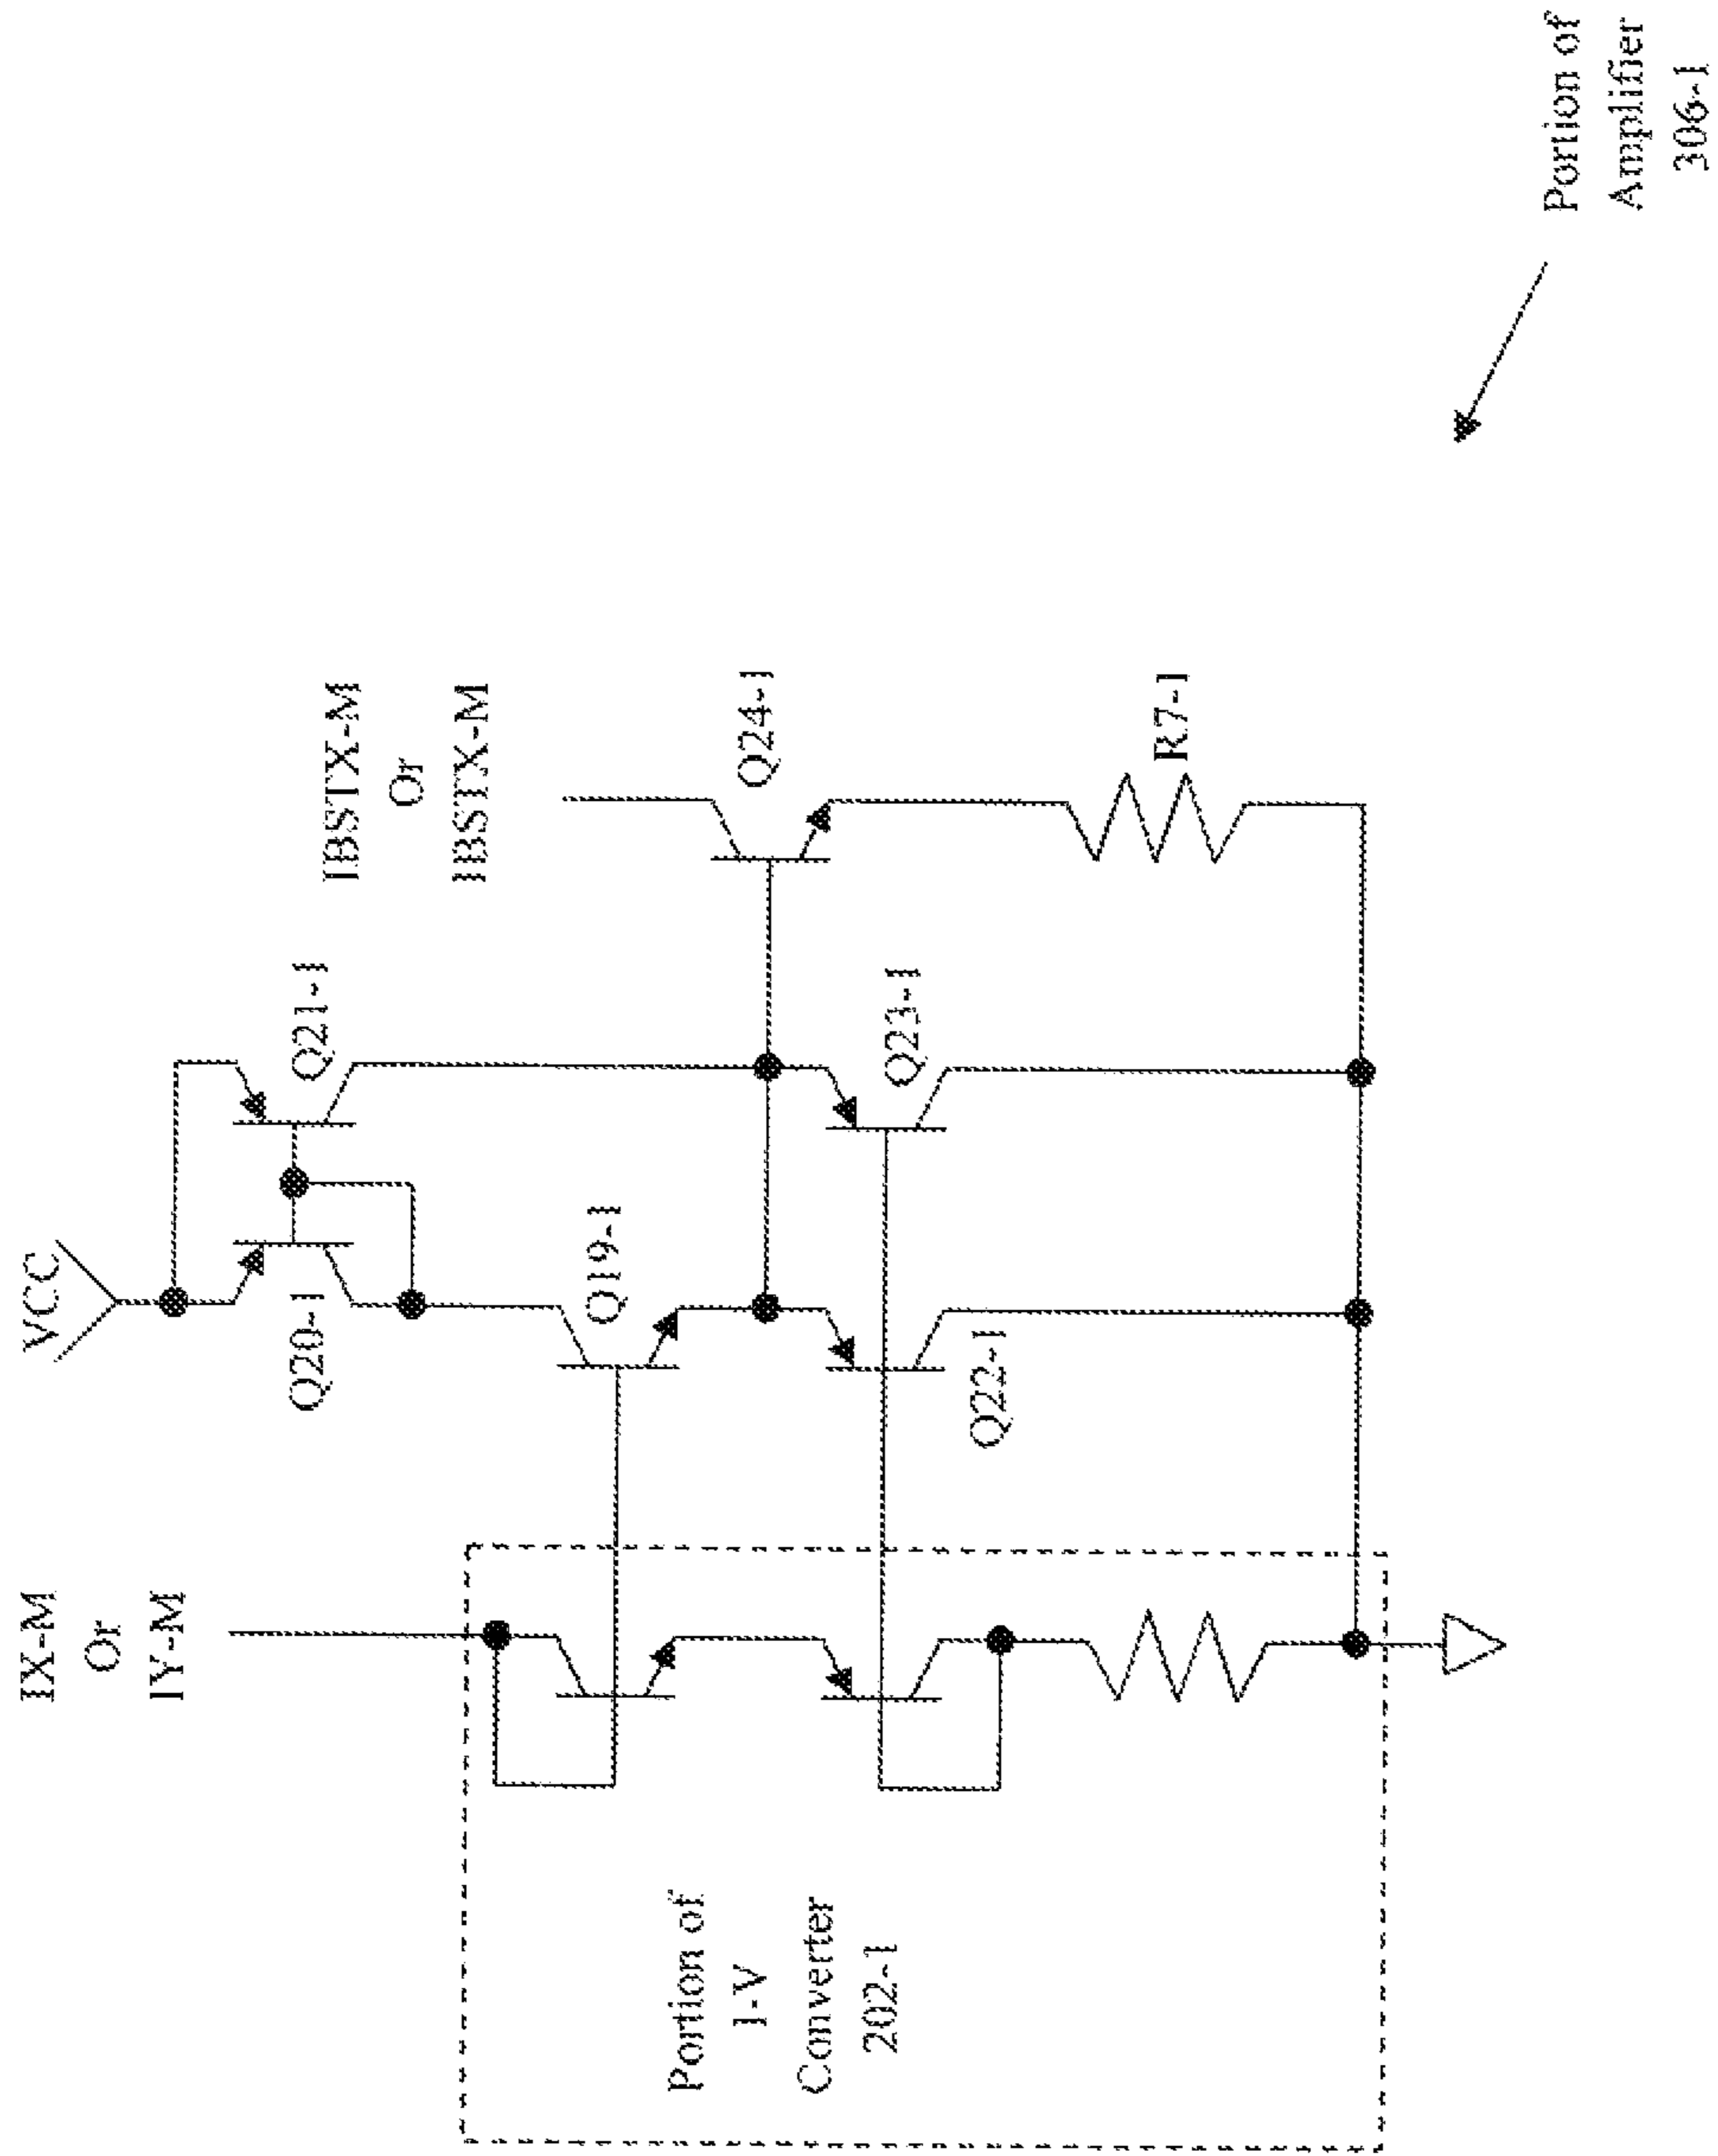 VCC
IX-M
Or
IY-M
Q20-1
Q21-1
IBSTX-M
Or
IBSTX-M
Q19-1
Q24-1
Portion of
I-V
Converter
202-1
Q22-1
Q23-1
R7-1
Portion of
Amplifier
306-1